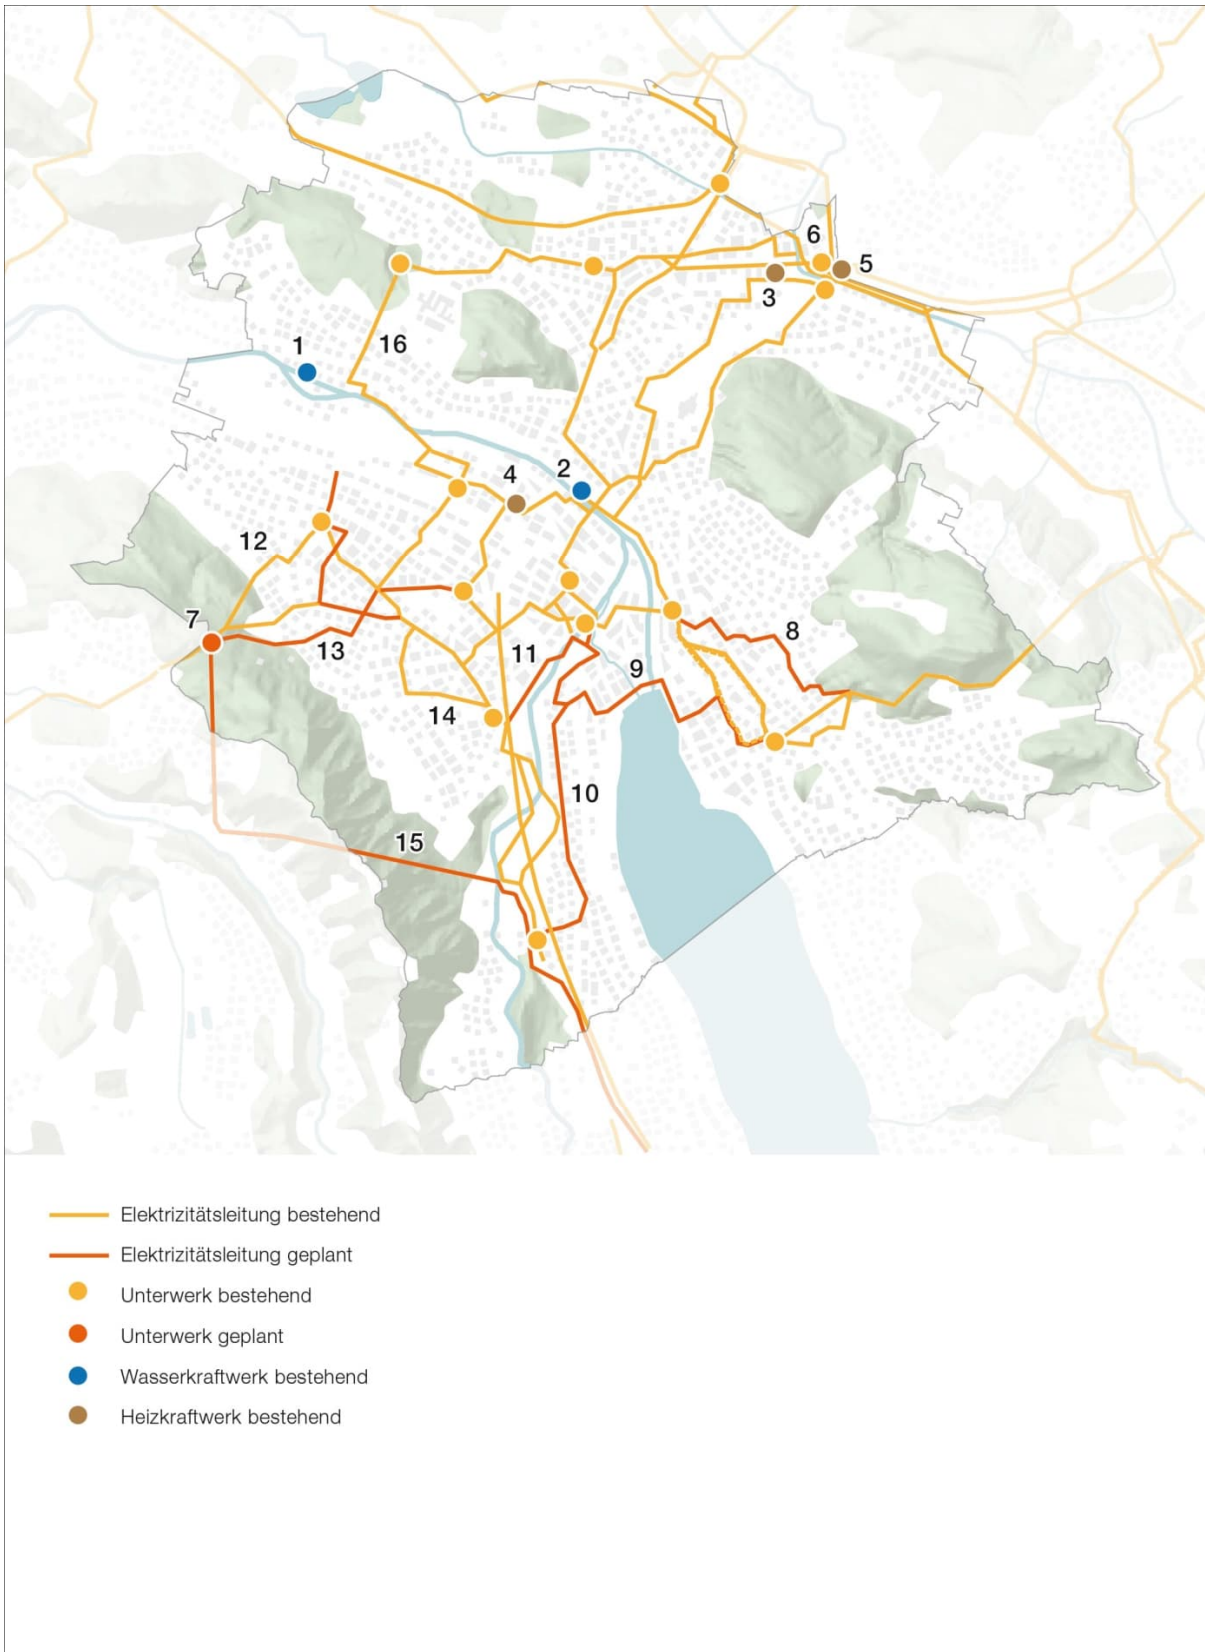 6
5
3
16
1
4
2
12
7
13
11
8
9
14
10
15
Elektrizitätsleitung bestehend
Elektrizitätsleitung geplant
Unterwerk bestehend
Unterwerk geplant
Wasserkraftwerk bestehend
Heizkraftwerk bestehend